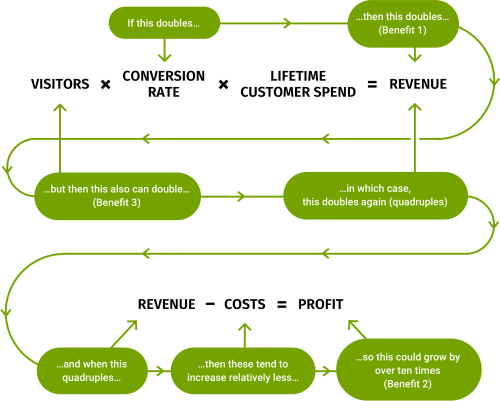 If this doubles…
…then this doubles…
(Benefit 1)
VISITORS × CONVERSION RATE × LIFETIME CUSTOMER SPEND = REVENUE
…but then this also can double…
(Benefit 3)
…in which case,
this doubles again (quadruples)
REVENUE – COSTS = PROFIT
…and when this
quadruples…
…then these tend to
increase relatively less…
…so this could grow by
over ten times
(Benefit 2)